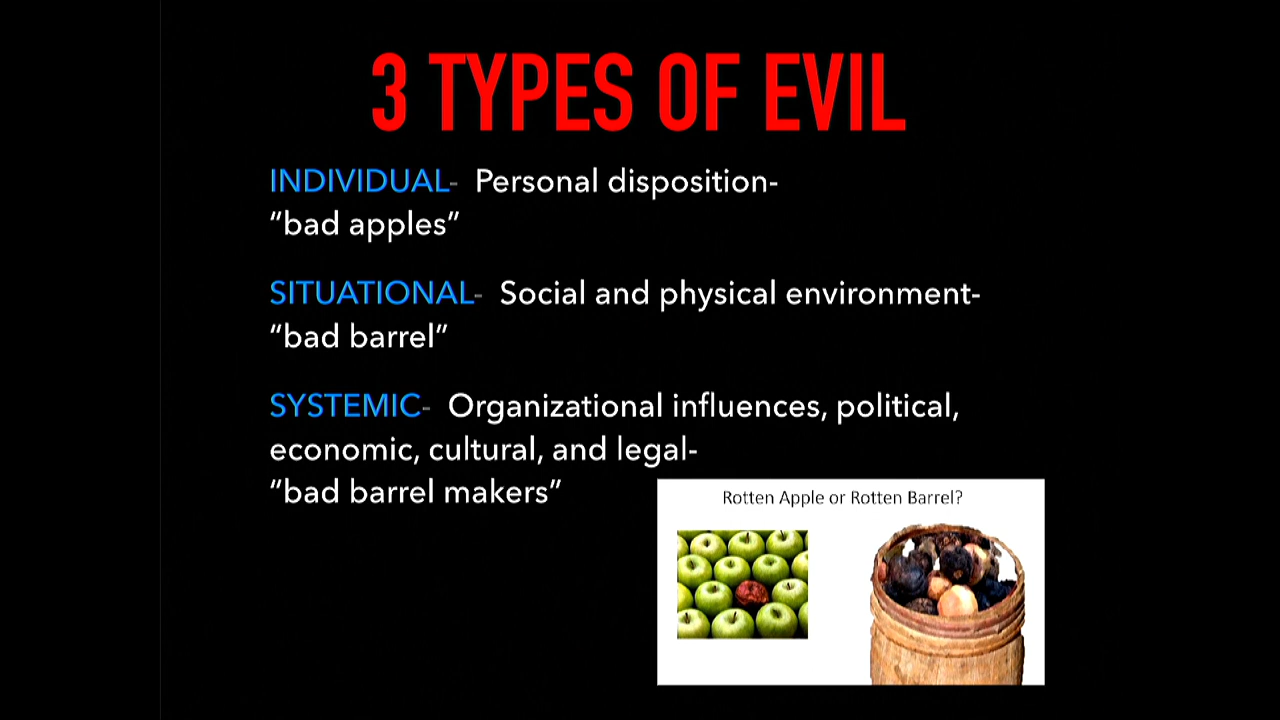 3 TYPES OF EVIL
INDIVIDUAL- Personal disposition-
“bad apples”
SITUATIONAL- Social and physical environment-
“bad barrel”
SYSTEMIC- Organizational influences, political,
economic, cultural, and legal-
“bad barrel makers”
Rotten Apple or Rotten Barrel?